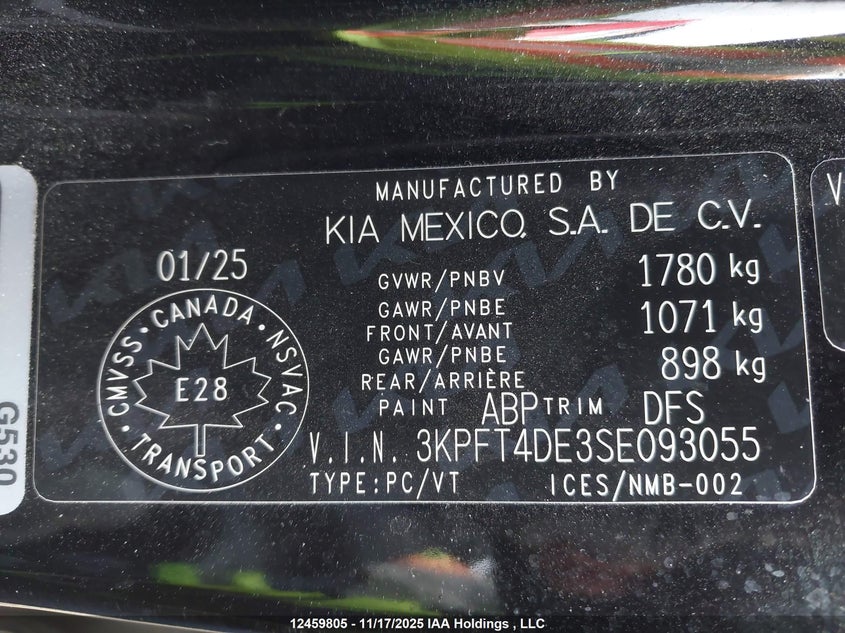 MANUFACTURED BY
KIA MEXICO, S.A. DE C.V.
01/25
GVWR/PNBV 1780 kg
GAWR/PNBE
FRONT/AVANT 1071 kg
GAWR/PNBE
REAR/ARRIÈRE 898 kg
PAINT ABP TRIM DFS
V.I.N. 3KPFT4DE3SE093055
TYPE:PC/VT ICES/NMB-002
CMVSS • CANADA • NSVAC • TRANSPORT •
E28
G530
V
12459805 - 11/17/2025 IAA Holdings , LLC